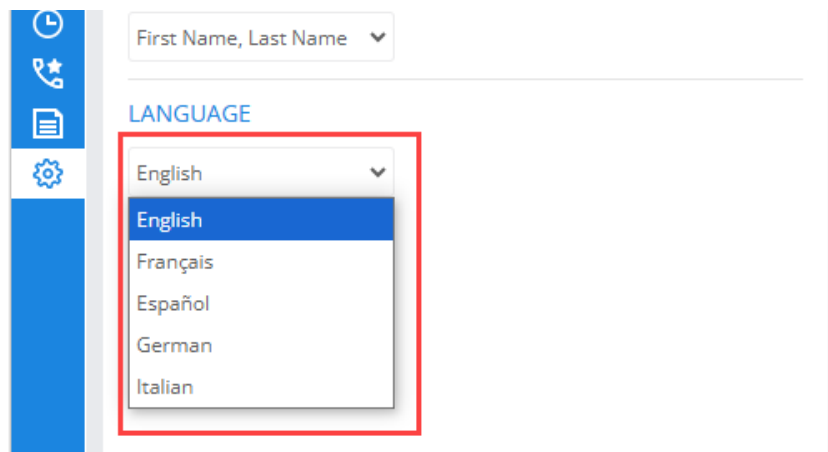 First Name, Last Name
LANGUAGE
English
English
Français
Español
German
Italian